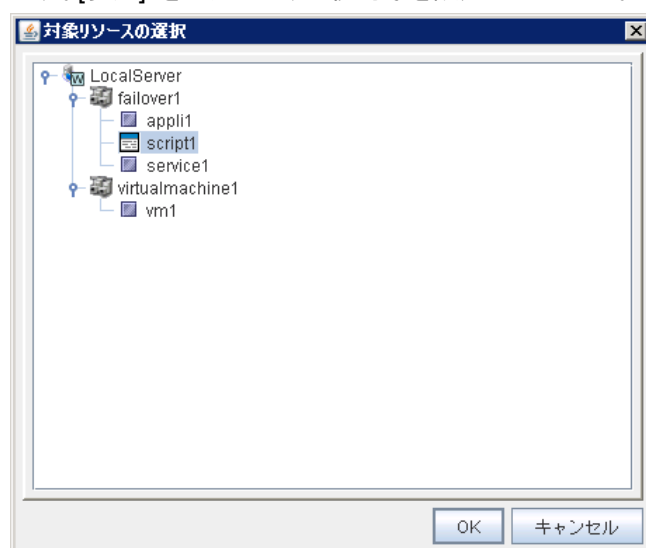 対象リソースの選択
LocalServer
failover1
appli1
script1
service1
virtualmachine1
vm1
OK キャンセル